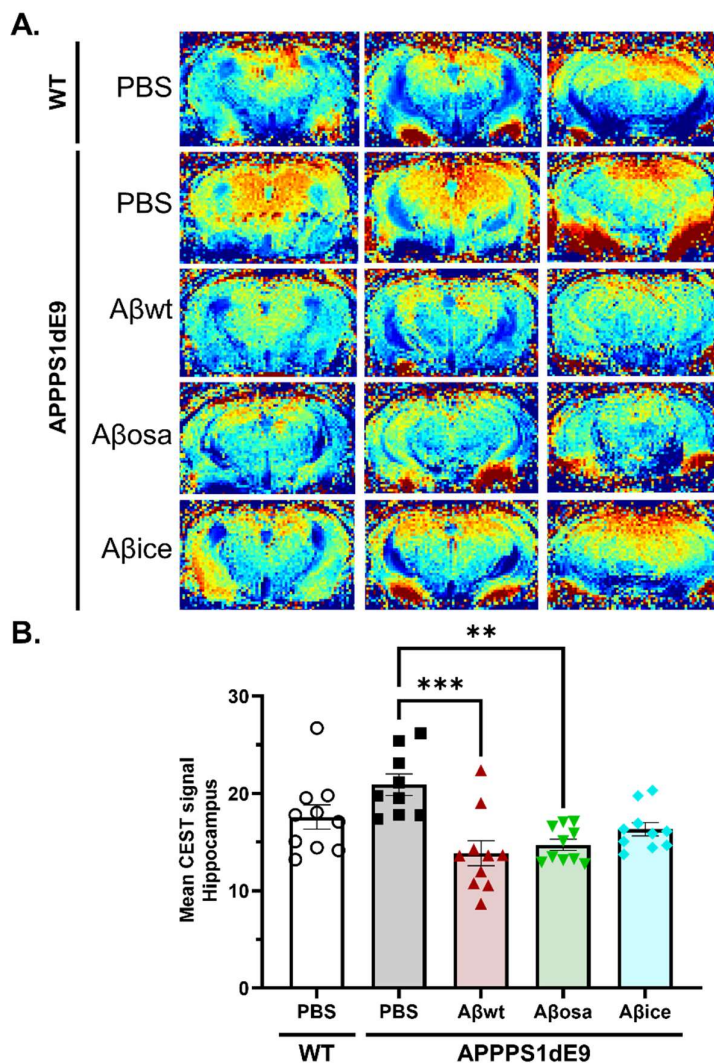 A.
WT
PBS
APPPS1dE9
PBS
Aβwt
Aβosa
Aβice
B.
**
***
Mean CEST signal
Hippocampus
30
20
10
0
PBS
PBS
Aβwt
Aβosa
Aβice
WT
APPPS1dE9